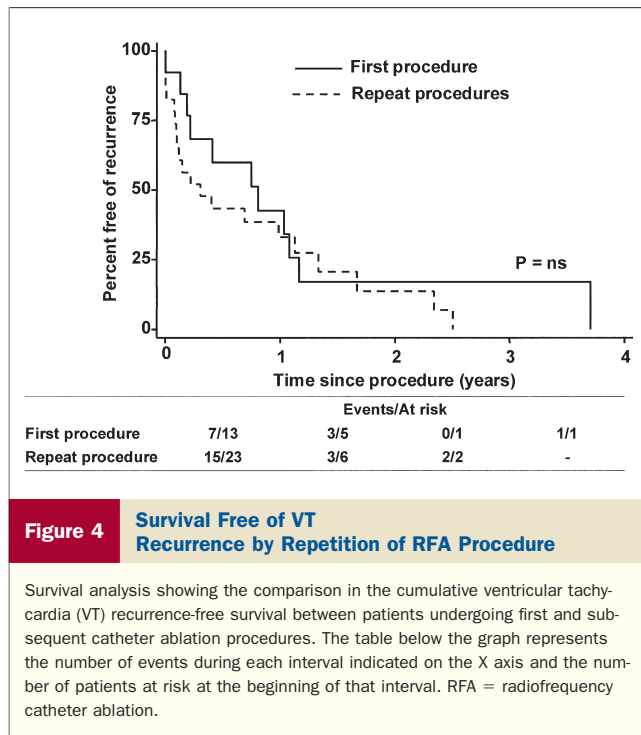 100
75
50
25
0
Percent free of recurrence
First procedure
Repeat procedures
P = ns
0 1 2 3 4
Time since procedure (years)
Events/At risk
First procedure 7/13 3/5 0/1 1/1
Repeat procedure 15/23 3/6 2/2 -
Figure 4
Survival Free of VT
Recurrence by Repetition of RFA Procedure
Survival analysis showing the comparison in the cumulative ventricular tachy-
cardia (VT) recurrence-free survival between patients undergoing first and sub-
sequent catheter ablation procedures. The table below the graph represents
the number of events during each interval indicated on the X axis and the num-
ber of patients at risk at the beginning of that interval. RFA = radiofrequency
catheter ablation.